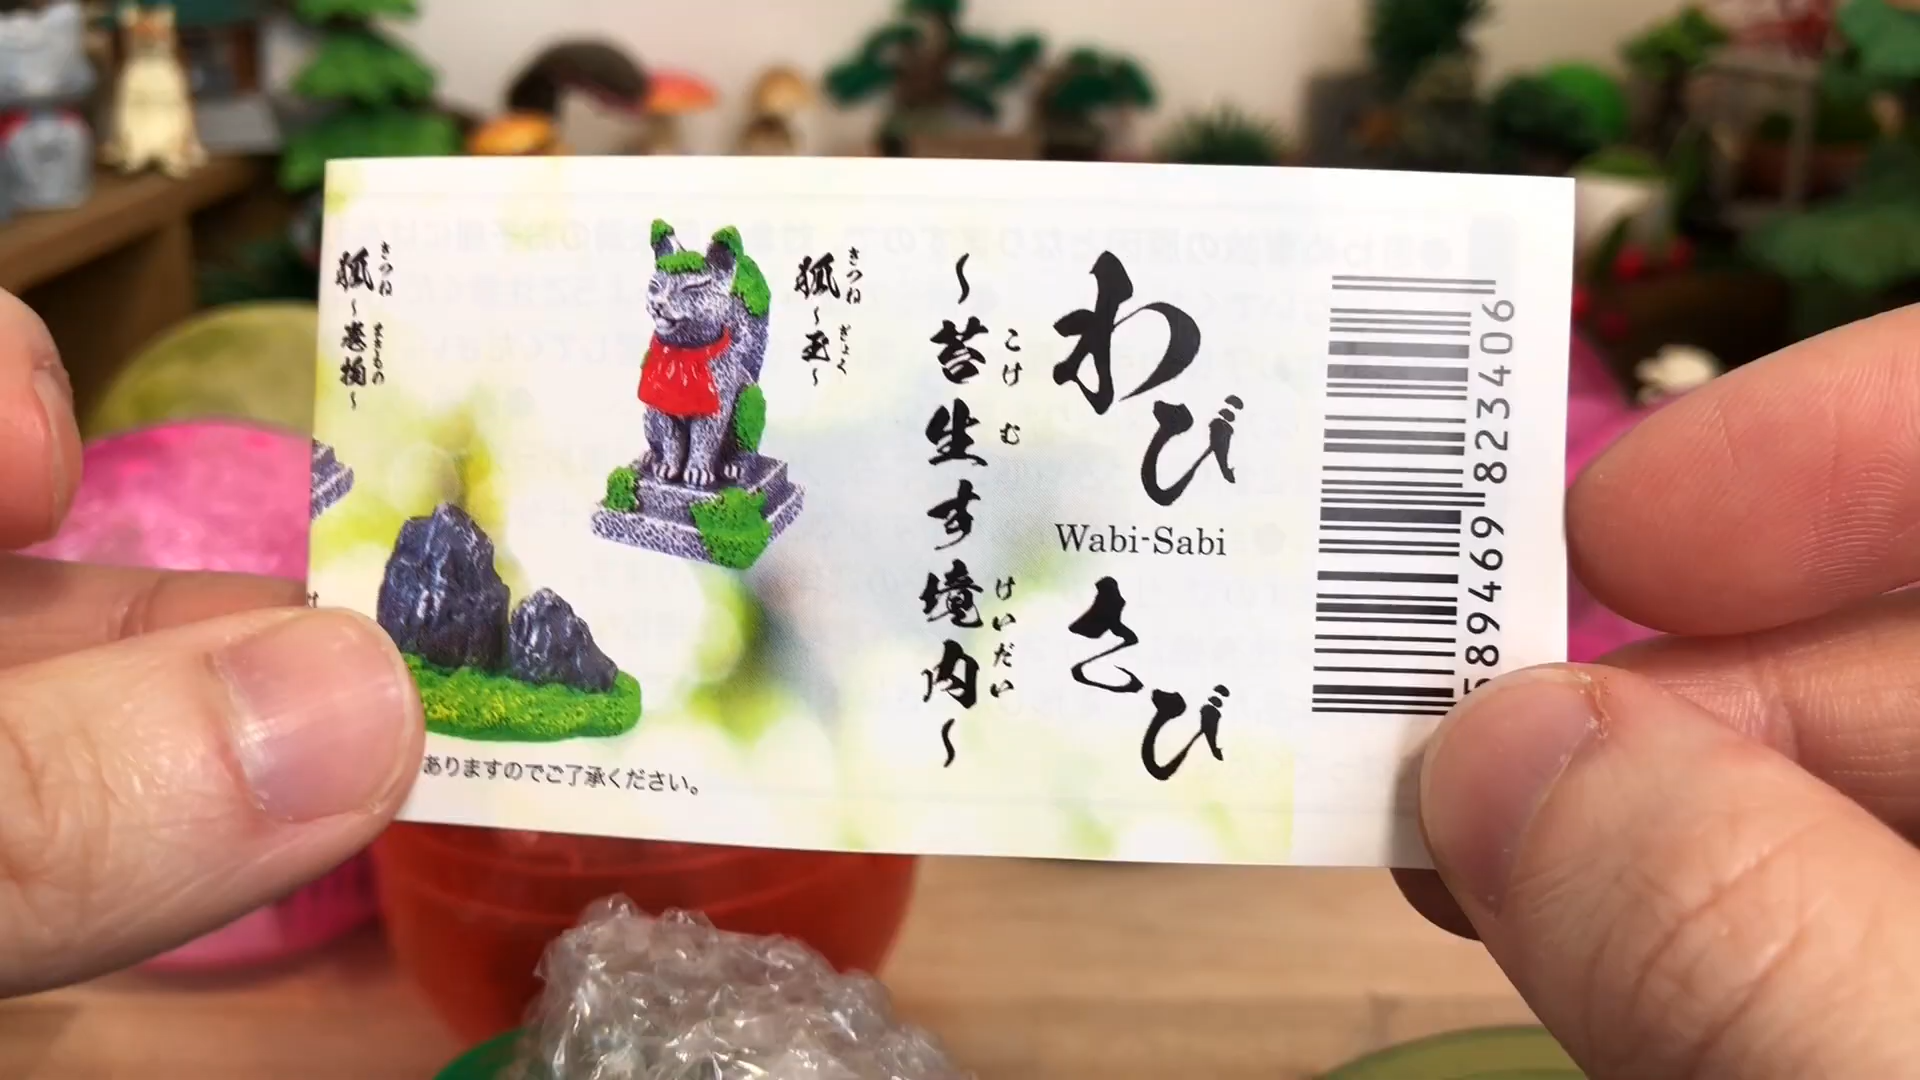 わびさび
Wabi-Sabi
～苔生す境内～
こけ む
けいだい
狐～玉～
きつね ぎょく
狐～巻物～
きつね まきもの
ありますのでご了承ください。
589469 823406